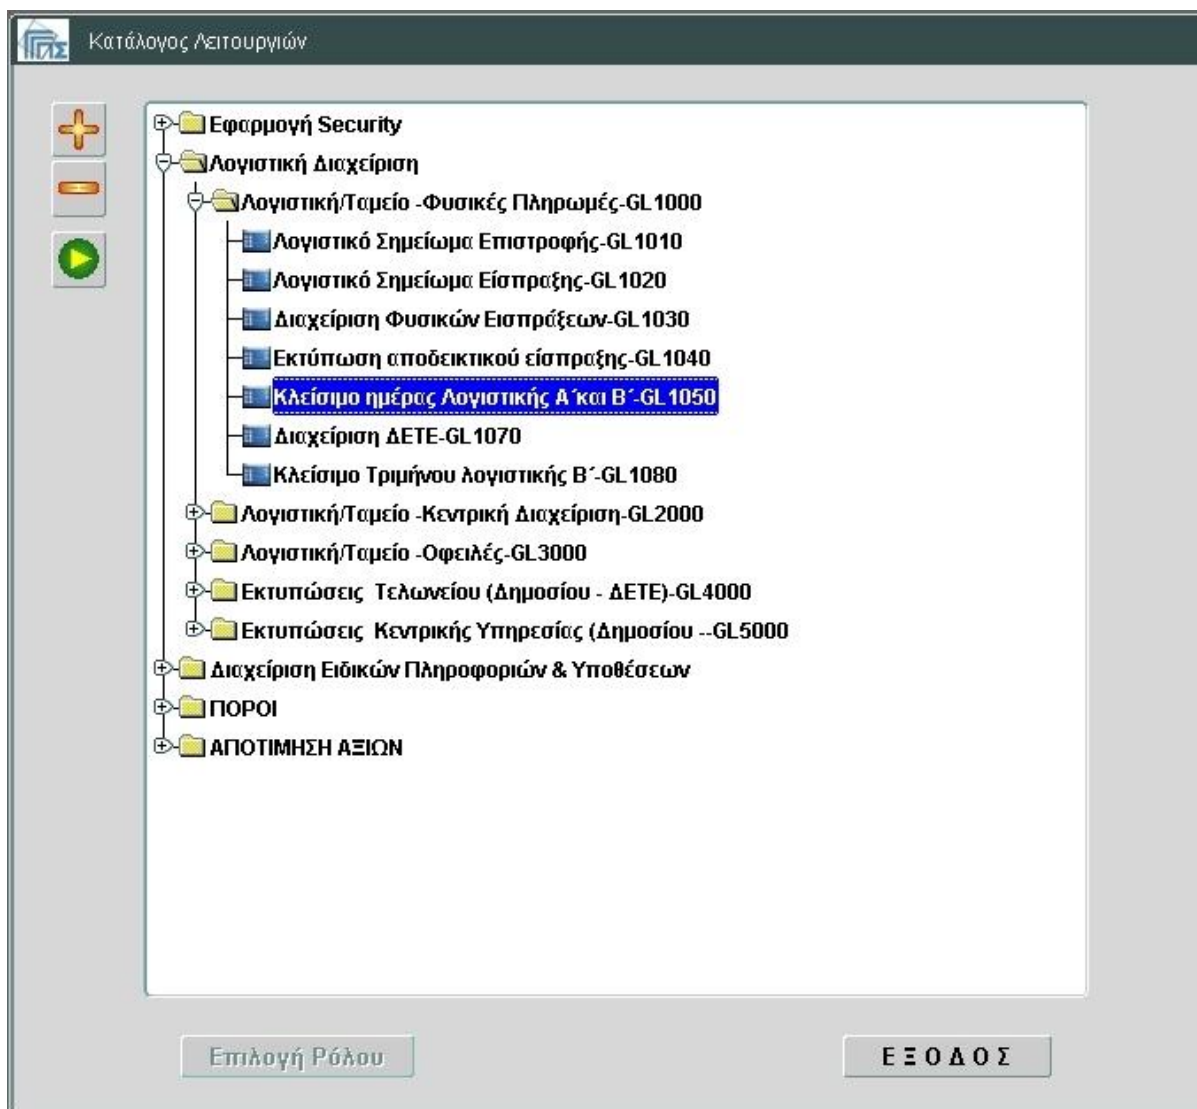 ΓΓΠΣ
Κατάλογος Λειτουργιών
Εφαρμογή Security
Λογιστική Διαχείριση
Λογιστική/Ταμείο -Φυσικές Πληρωμές-GL1000
Λογιστικό Σημείωμα Επιστροφής-GL1010
Λογιστικό Σημείωμα Είσπραξης-GL1020
Διαχείριση Φυσικών Εισπράξεων-GL1030
Εκτύπωση αποδεικτικού είσπραξης-GL1040
Κλείσιμο ημέρας Λογιστικής Α΄και Β΄-GL1050
Διαχείριση ΔΕΤΕ-GL1070
Κλείσιμο Τριμήνου λογιστικής Β΄-GL1080
Λογιστική/Ταμείο -Κεντρική Διαχείριση-GL2000
Λογιστική/Ταμείο -Οφειλές-GL3000
Εκτυπώσεις  Τελωνείου (Δημοσίου - ΔΕΤΕ)-GL4000
Εκτυπώσεις  Κεντρικής Υπηρεσίας (Δημοσίου --GL5000
Διαχείριση Ειδικών Πληροφοριών & Υποθέσεων
ΠΟΡΟΙ
ΑΠΟΤΙΜΗΣΗ ΑΞΙΩΝ
Επιλογή Ρόλου
Ε Ξ Ο Δ Ο Σ